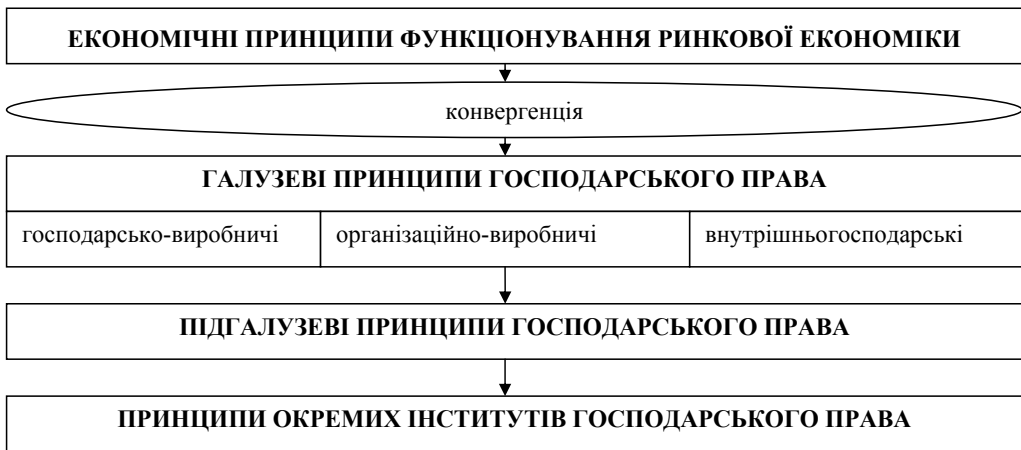 ЕКОНОМІЧНІ ПРИНЦИПИ ФУНКЦІОНУВАННЯ РИНКОВОЇ ЕКОНОМІКИ
конвергенція
ГАЛУЗЕВІ ПРИНЦИПИ ГОСПОДАРСЬКОГО ПРАВА
господарсько-виробничі організаційно-виробничі внутрішньогосподарські
ПІДГАЛУЗЕВІ ПРИНЦИПИ ГОСПОДАРСЬКОГО ПРАВА
ПРИНЦИПИ ОКРЕМИХ ІНСТИТУТІВ ГОСПОДАРСЬКОГО ПРАВА